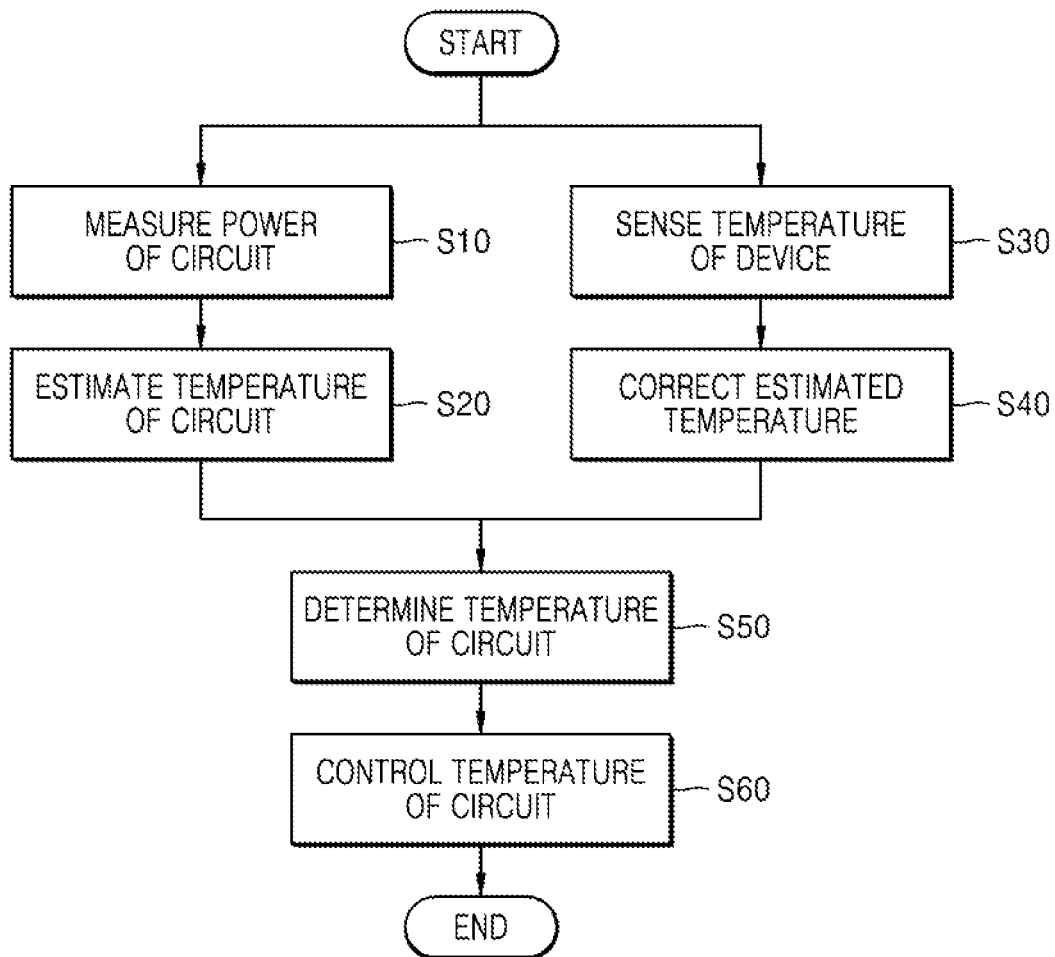 START
MEASURE POWER
OF CIRCUIT
S10
SENSE TEMPERATURE
OF DEVICE
S30
ESTIMATE TEMPERATURE
OF CIRCUIT
S20
CORRECT ESTIMATED
TEMPERATURE
S40
DETERMINE TEMPERATURE
OF CIRCUIT
S50
CONTROL TEMPERATURE
OF CIRCUIT
S60
END